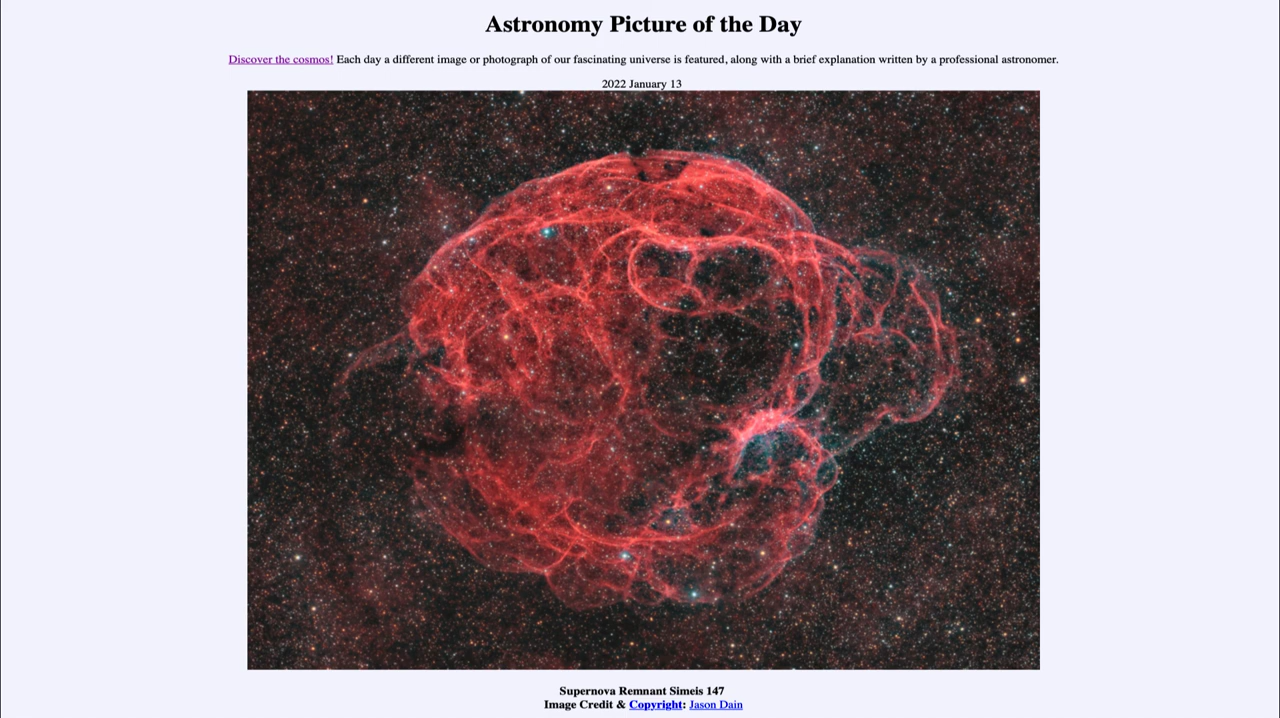 Astronomy Picture of the Day
Discover the cosmos! Each day a different image or photograph of our fascinating universe is featured, along with a brief explanation written by a professional astronomer.
2022 January 13
Supernova Remnant Simeis 147
Image Credit & Copyright: Jason Dain